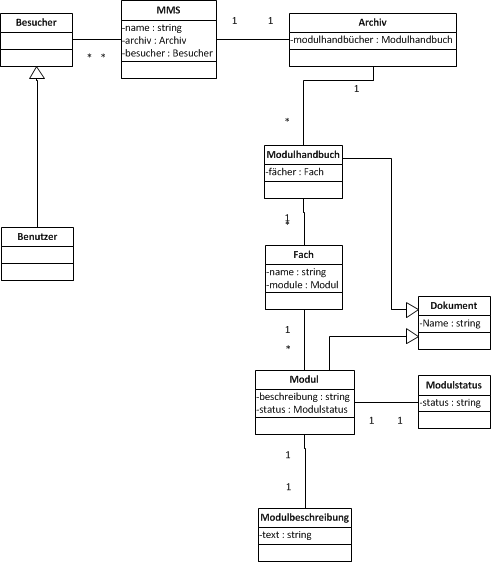 Besucher
MMS
-name : string
-archiv : Archiv
-besucher : Besucher
* *
1 1
Archiv
-modulhandbücher : Modulhandbuch
1
*
Modulhandbuch
-fächer : Fach
1
*
Benutzer
Fach
-name : string
-module : Modul
1
*
Dokument
-Name : string
Modul
-beschreibung : string
-status : Modulstatus
Modulstatus
-status : string
1 1
1
1
Modulbeschreibung
-text : string